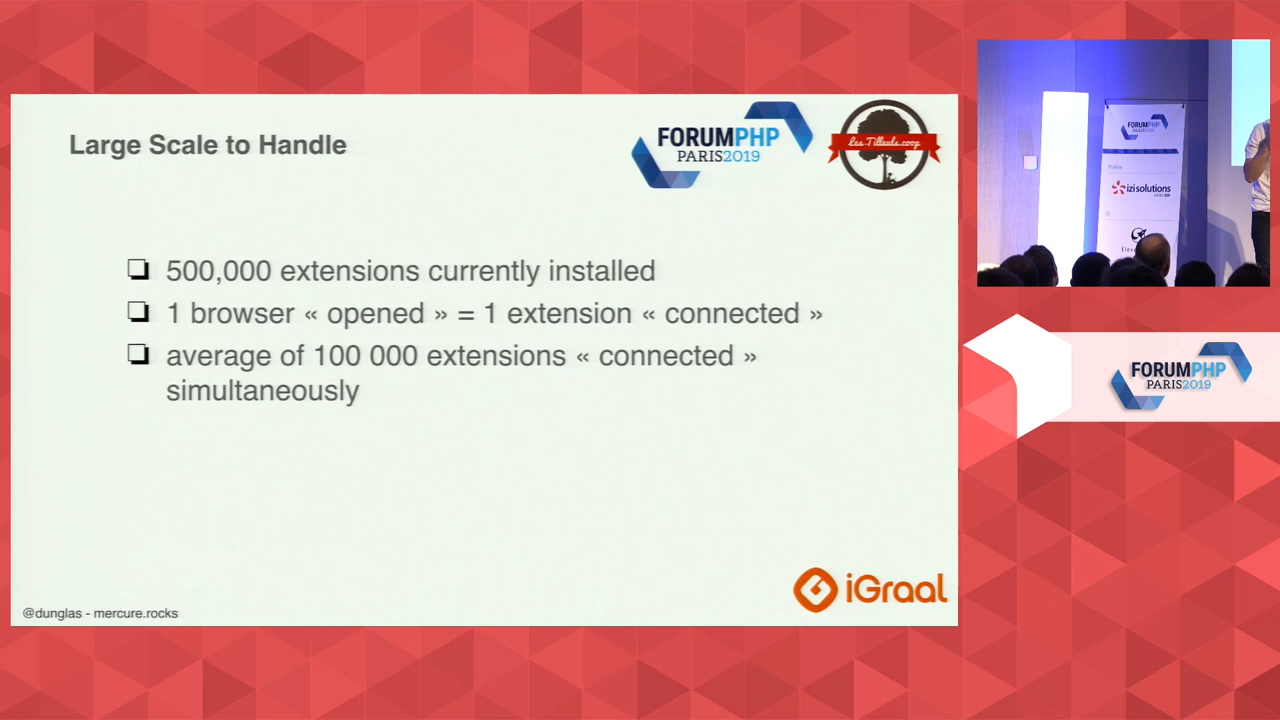 Large Scale to Handle
FORUMPHP
PARIS2019
Les-Tilleuls.coop
❏ 500,000 extensions currently installed
❏ 1 browser « opened » = 1 extension « connected »
❏ average of 100 000 extensions « connected »
simultaneously
iGraal
@dunglas - mercure.rocks
FORUMPHP
izi solutions
FORUMPHP
PARIS2019